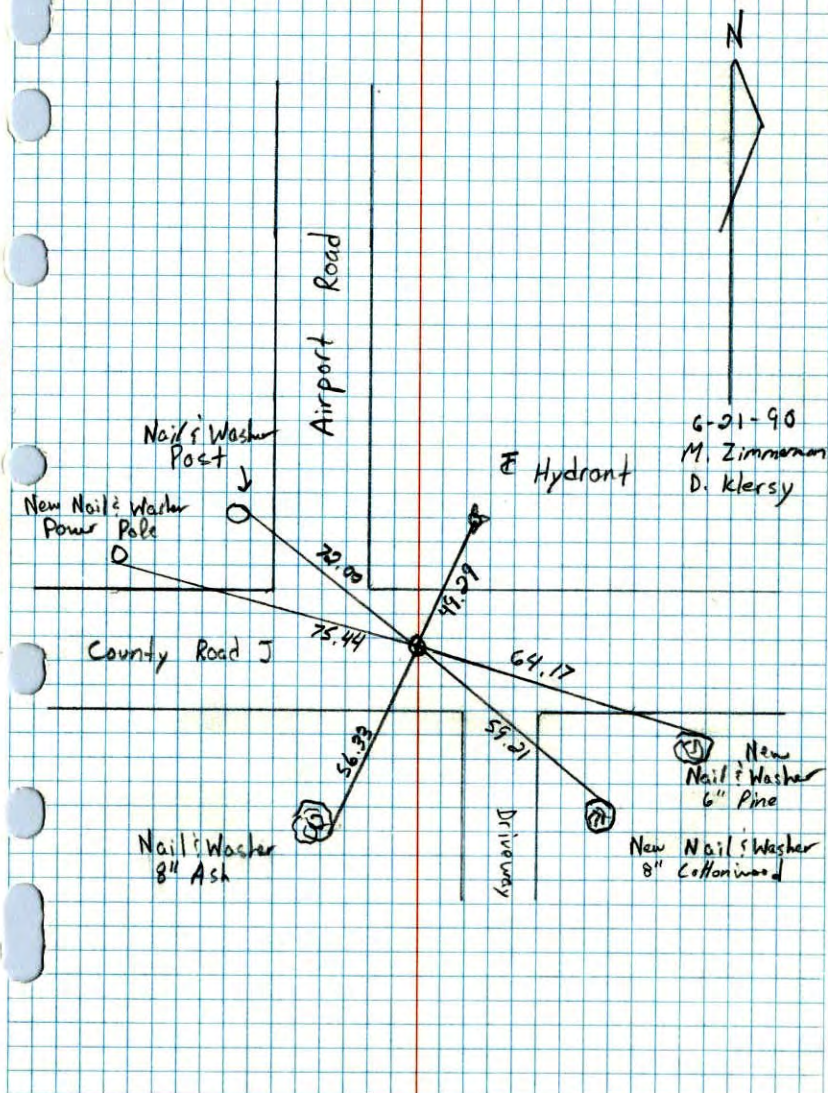 N
Airport Road
6-21-90
M. Zimmerman
D. Klersy
Nail & Washer
Post
Hydrant
New Nail & Washer
Power Pole
72.00
49.29
75.44
County Road J
64.17
59.21
56.33
New
Nail & Washer
6" Pine
Driveway
Nail & Washer
8" Ash
New Nail & Washer
8" Cottonwood